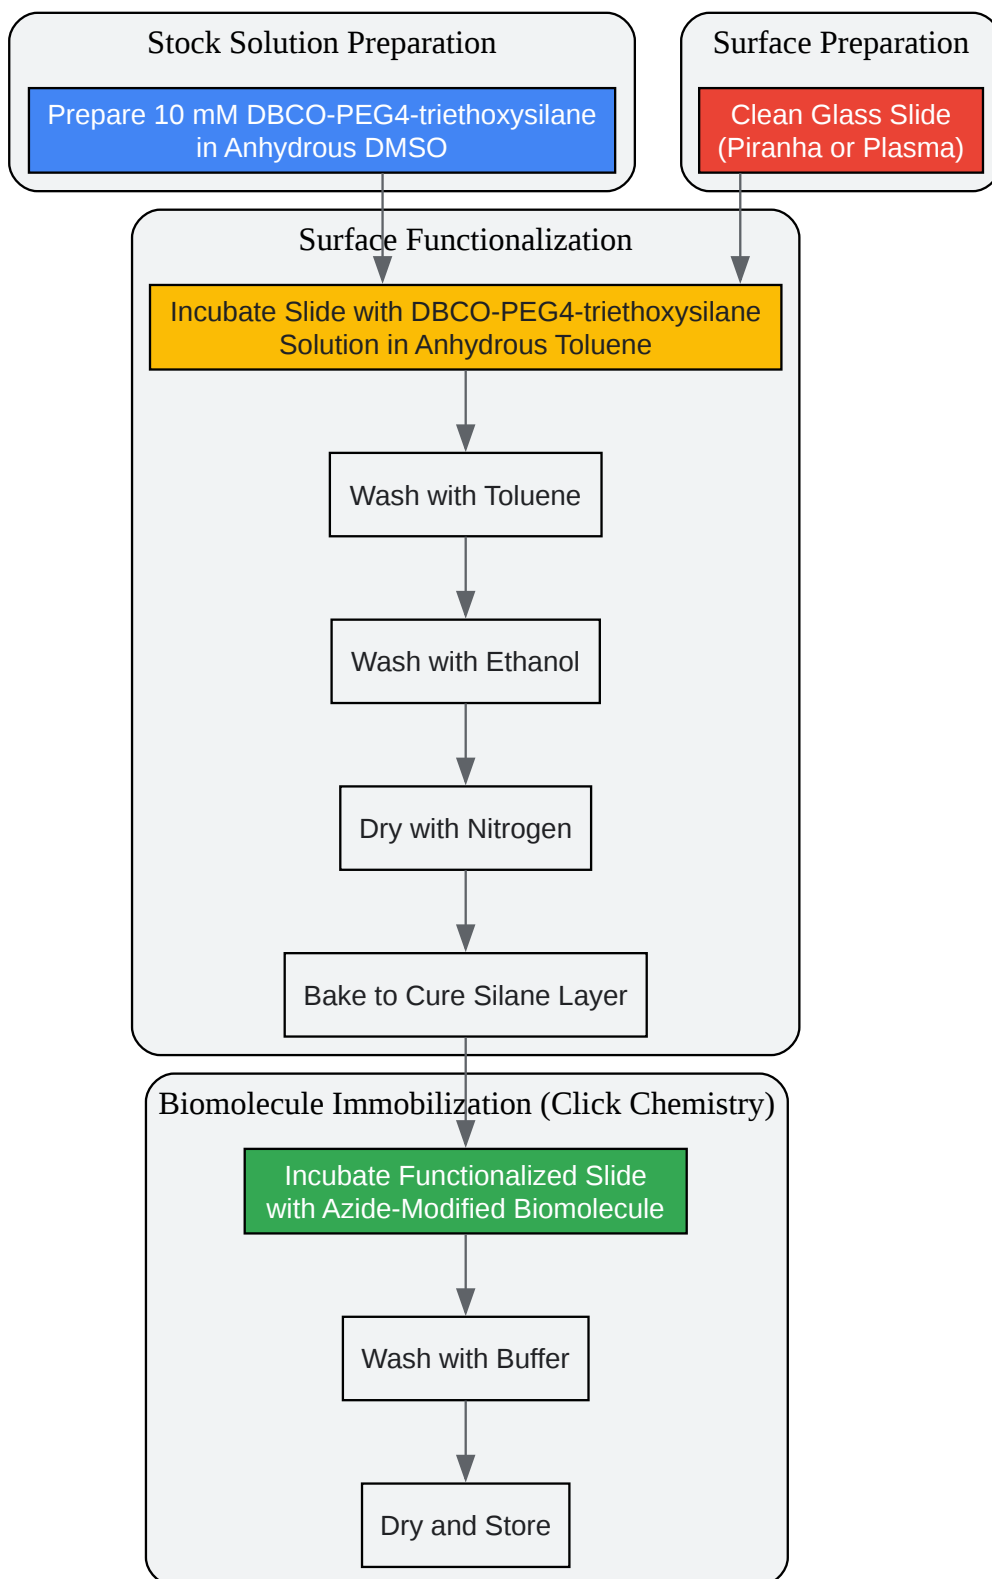 Stock Solution Preparation
Prepare 10 mM DBCO-PEG4-triethoxysilane
in Anhydrous DMSO
Surface Preparation
Clean Glass Slide
(Piranha or Plasma)
Surface Functionalization
Incubate Slide with DBCO-PEG4-triethoxysilane
Solution in Anhydrous Toluene
Wash with Toluene
Wash with Ethanol
Dry with Nitrogen
Bake to Cure Silane Layer
Biomolecule Immobilization (Click Chemistry)
Incubate Functionalized Slide
with Azide-Modified Biomolecule
Wash with Buffer
Dry and Store